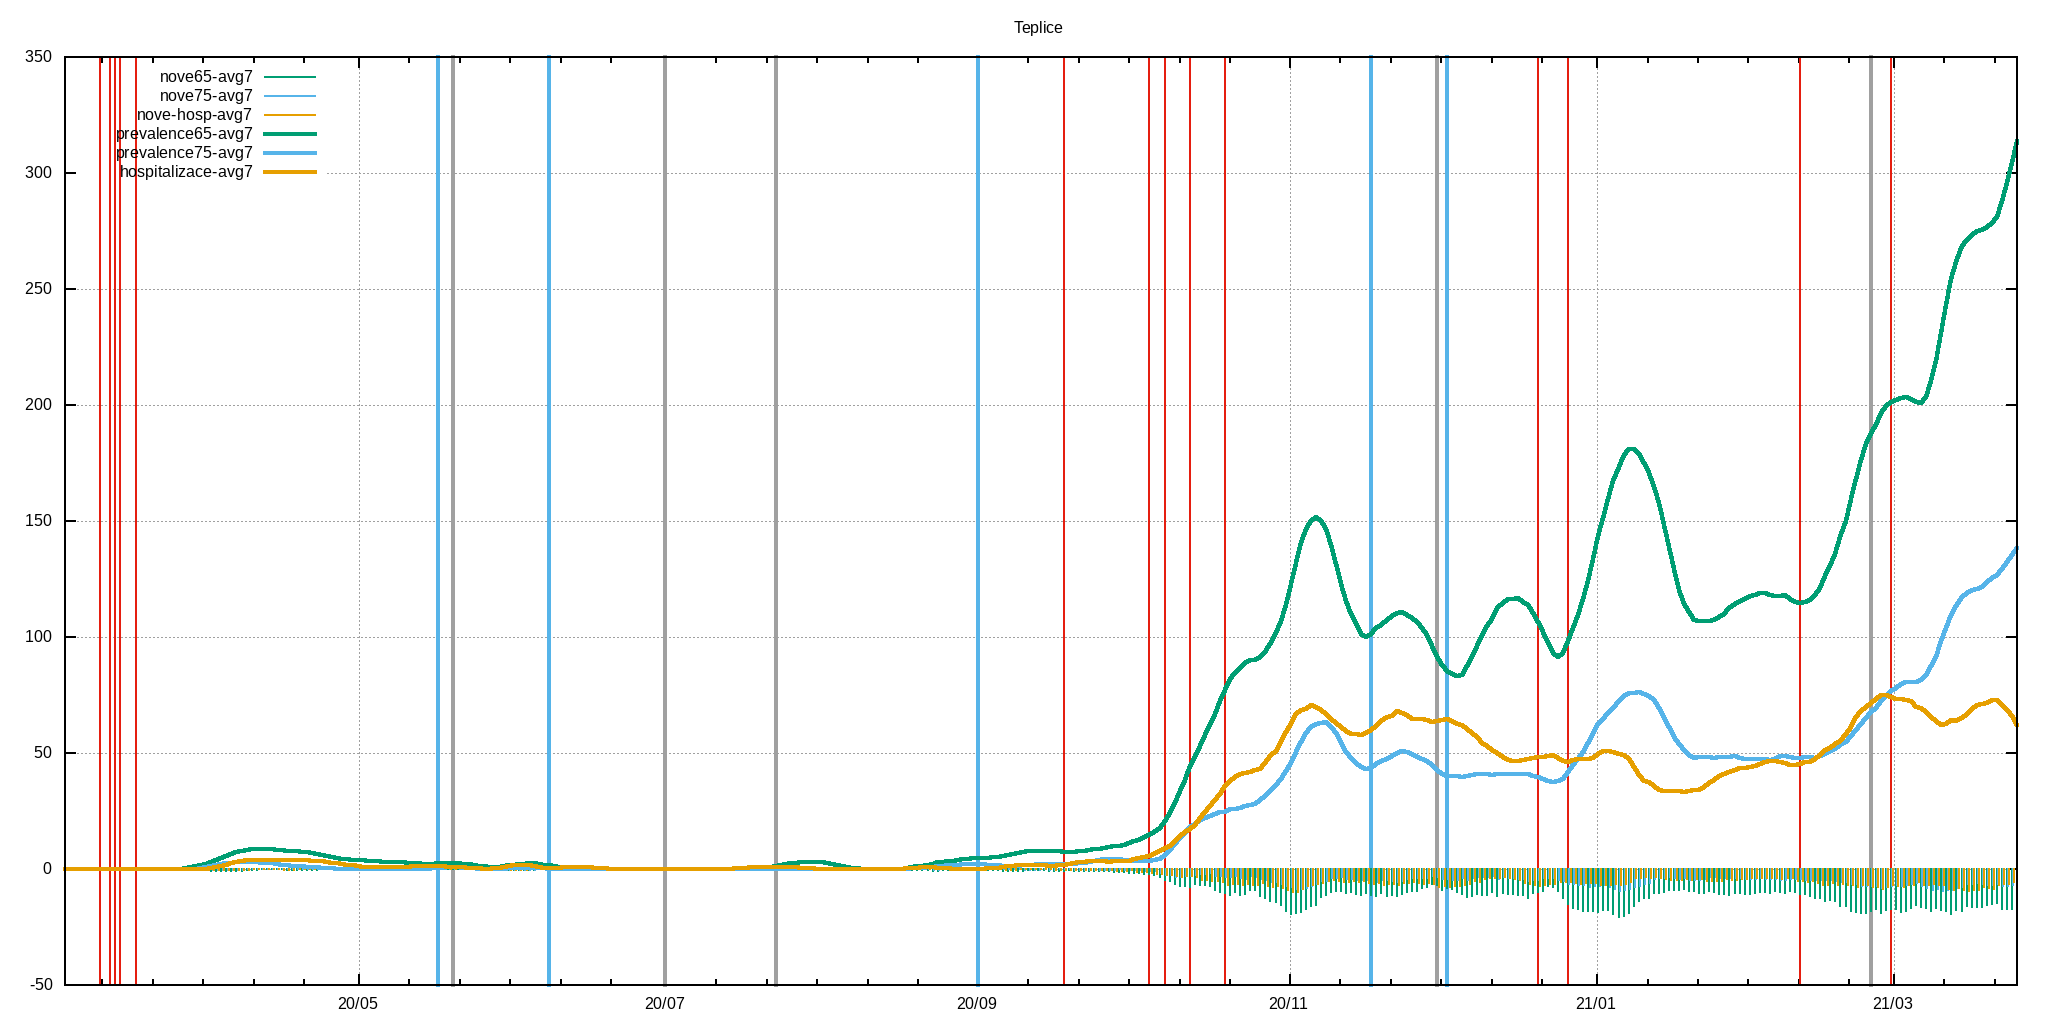 Teplice
350
300
250
200
150
100
50
0
-50
nove65-avg7
nove75-avg7
nove-hosp-avg7
prevalence65-avg7
prevalence75-avg7
hospitalizace-avg7
20/05
20/07
20/09
20/11
21/01
21/03